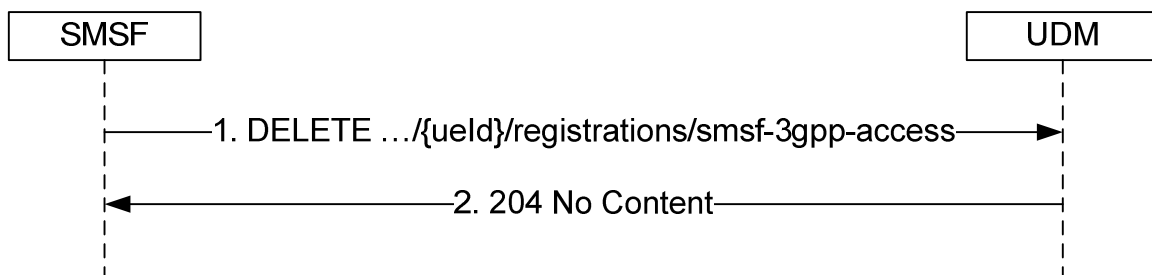 SMSF
UDM
1. DELETE …/{ueId}/registrations/smsf-3gpp-access
2. 204 No Content